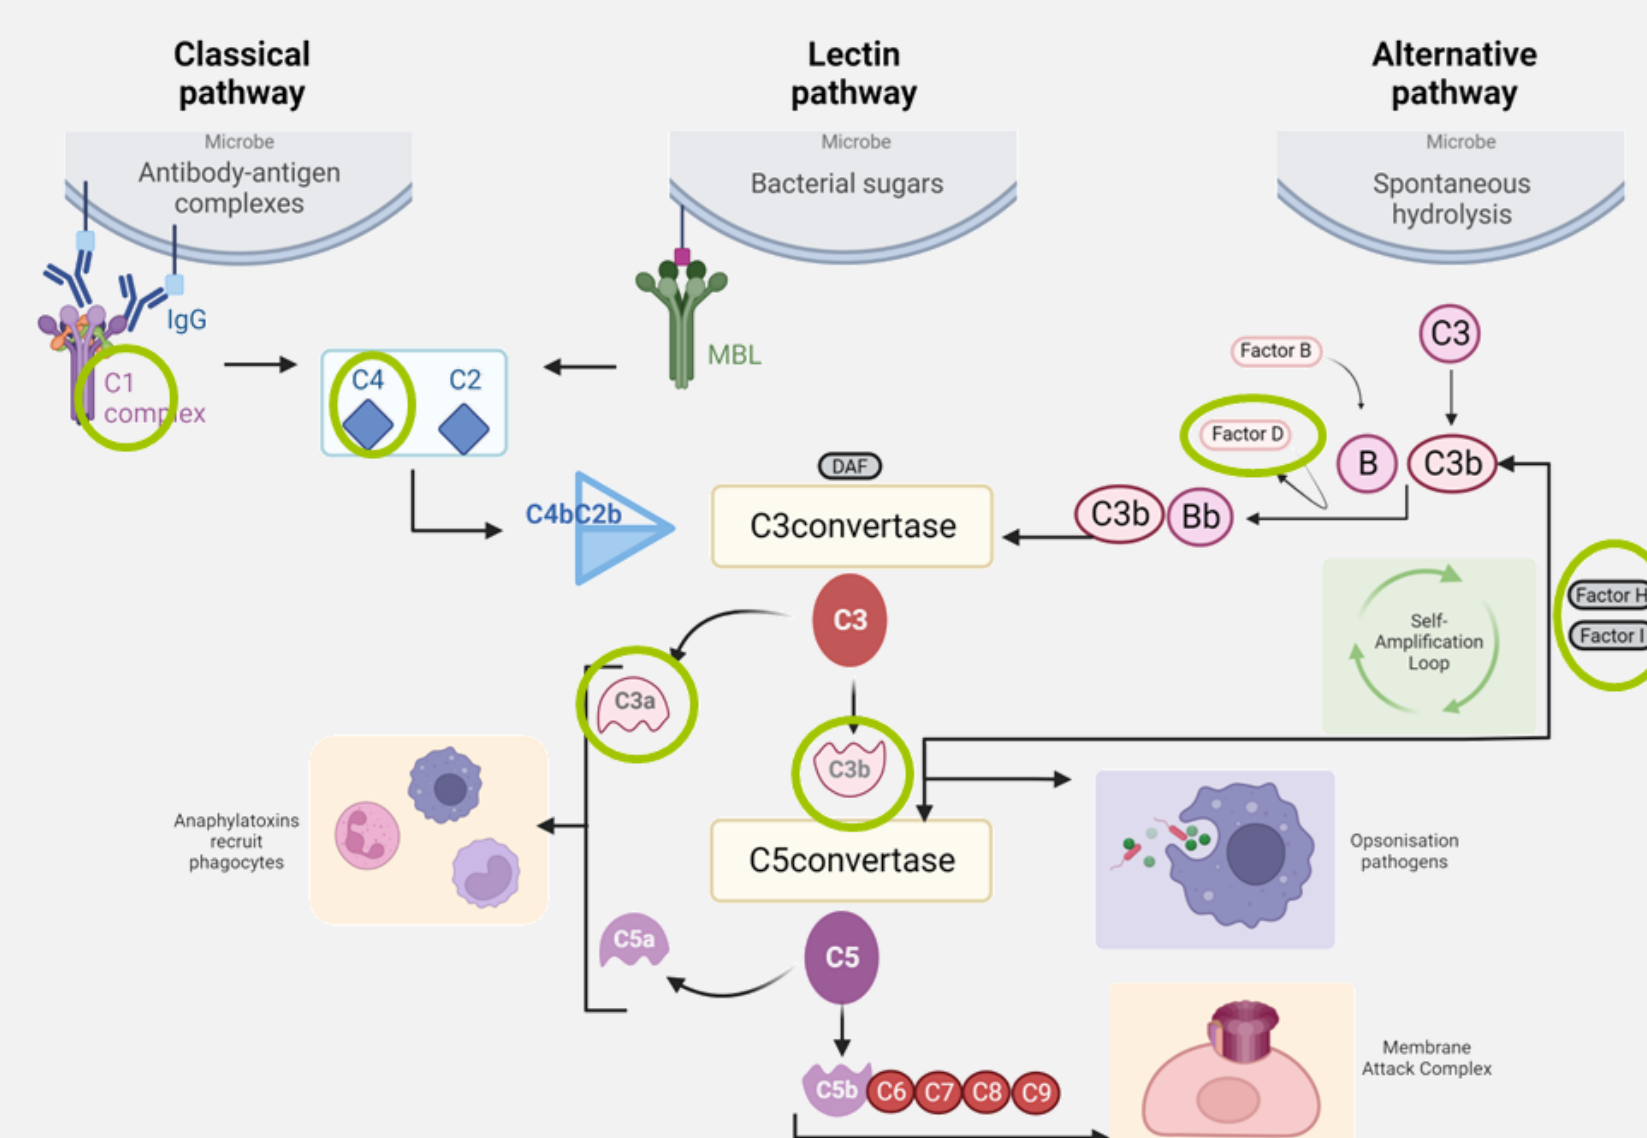 Classical
pathway
Lectin
pathway
Alternative
pathway
Microbe
Antibody-antigen
complexes
Microbe
Bacterial sugars
Microbe
Spontaneous
hydrolysis
IgG
C1
complex
C4
C2
MBL
C3
Factor B
Factor D
B
C3b
C4bC2b
DAF
C3convertase
C3b
Bb
C3
Self-
Amplification
Loop
Factor H
Factor I
C3a
C3b
Anaphylatoxins
recruit
phagocytes
C5convertase
Opsonisation
pathogens
C5a
C5
C5b
C6
C7
C8
C9
Membrane
Attack Complex